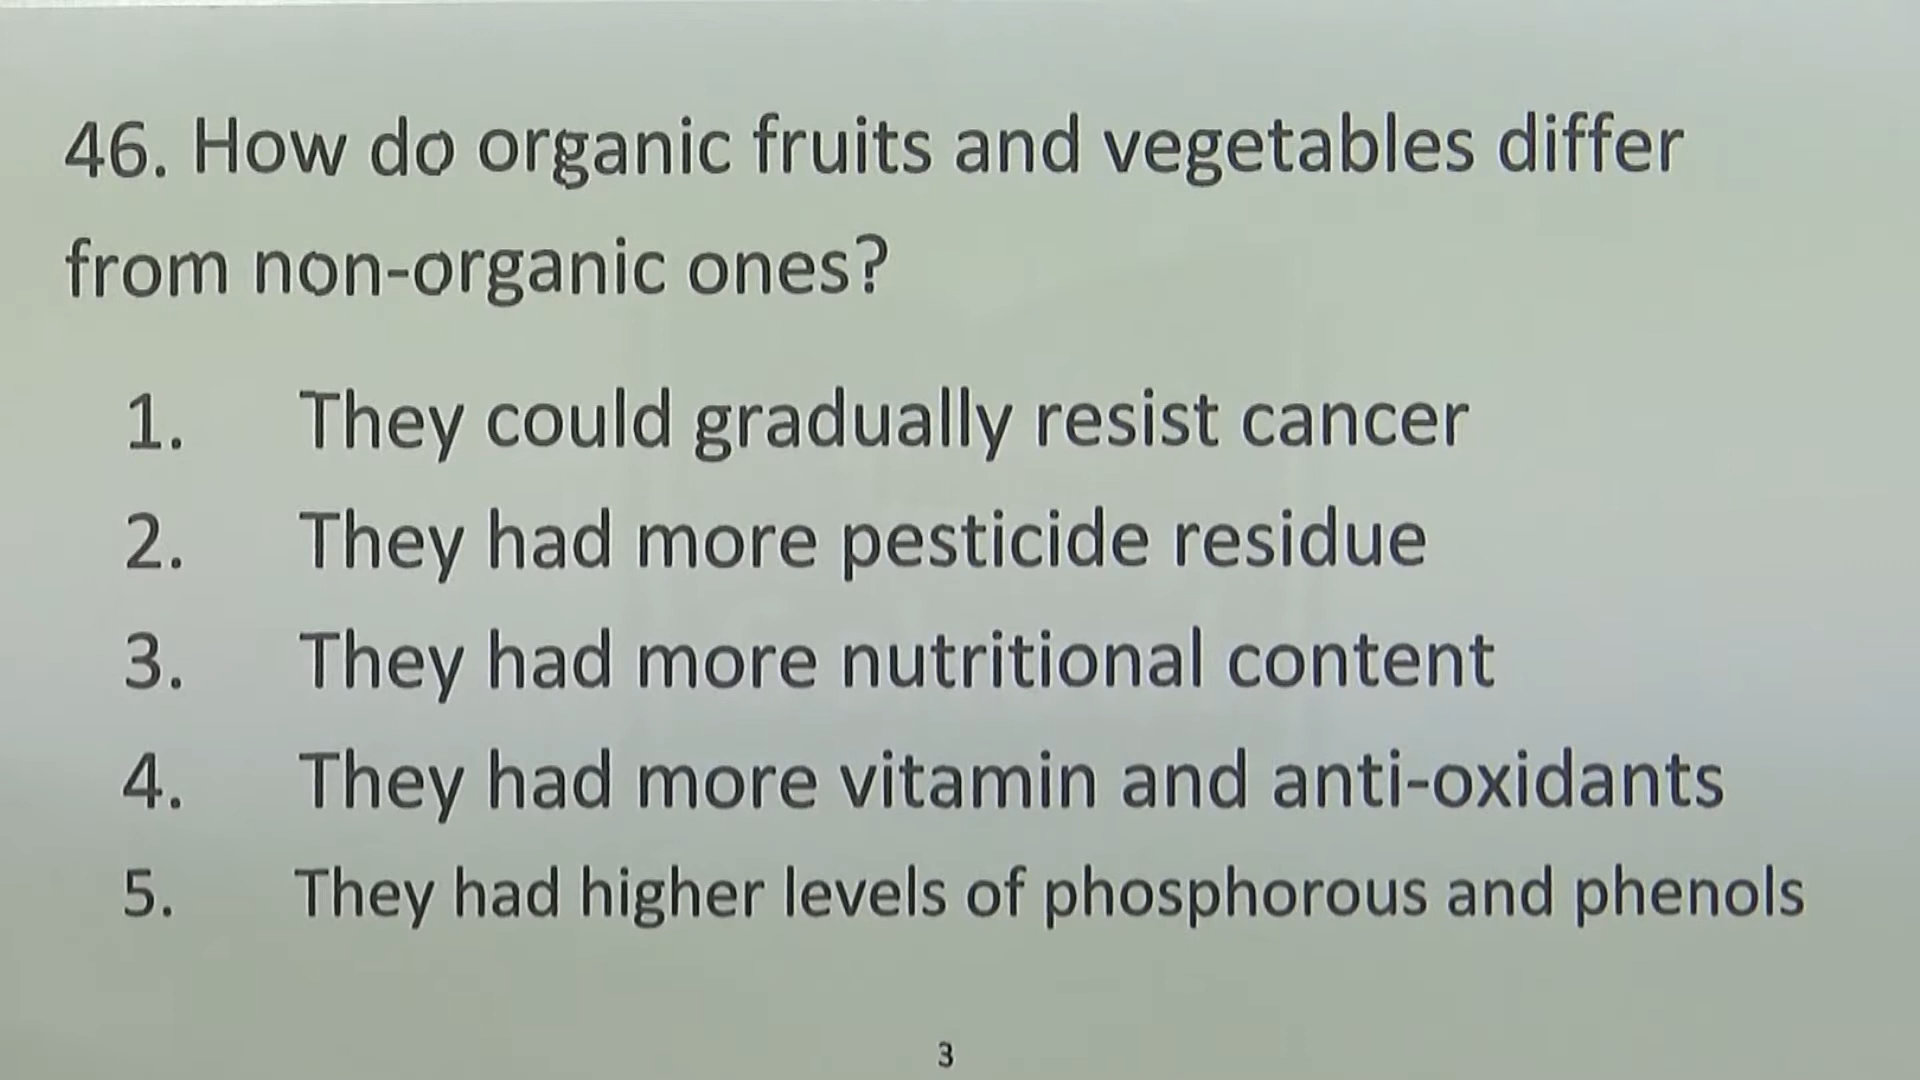 46. How do organic fruits and vegetables differ
from non-organic ones?
1. They could gradually resist cancer
2. They had more pesticide residue
3. They had more nutritional content
4. They had more vitamin and anti-oxidants
5. They had higher levels of phosphorous and phenols
3